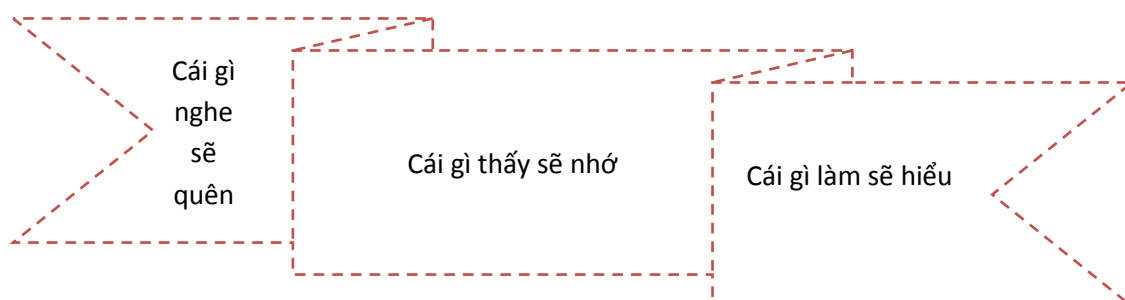 Cái gì
nghe
sẽ
quên
Cái gì thấy sẽ nhớ
Cái gì làm sẽ hiểu